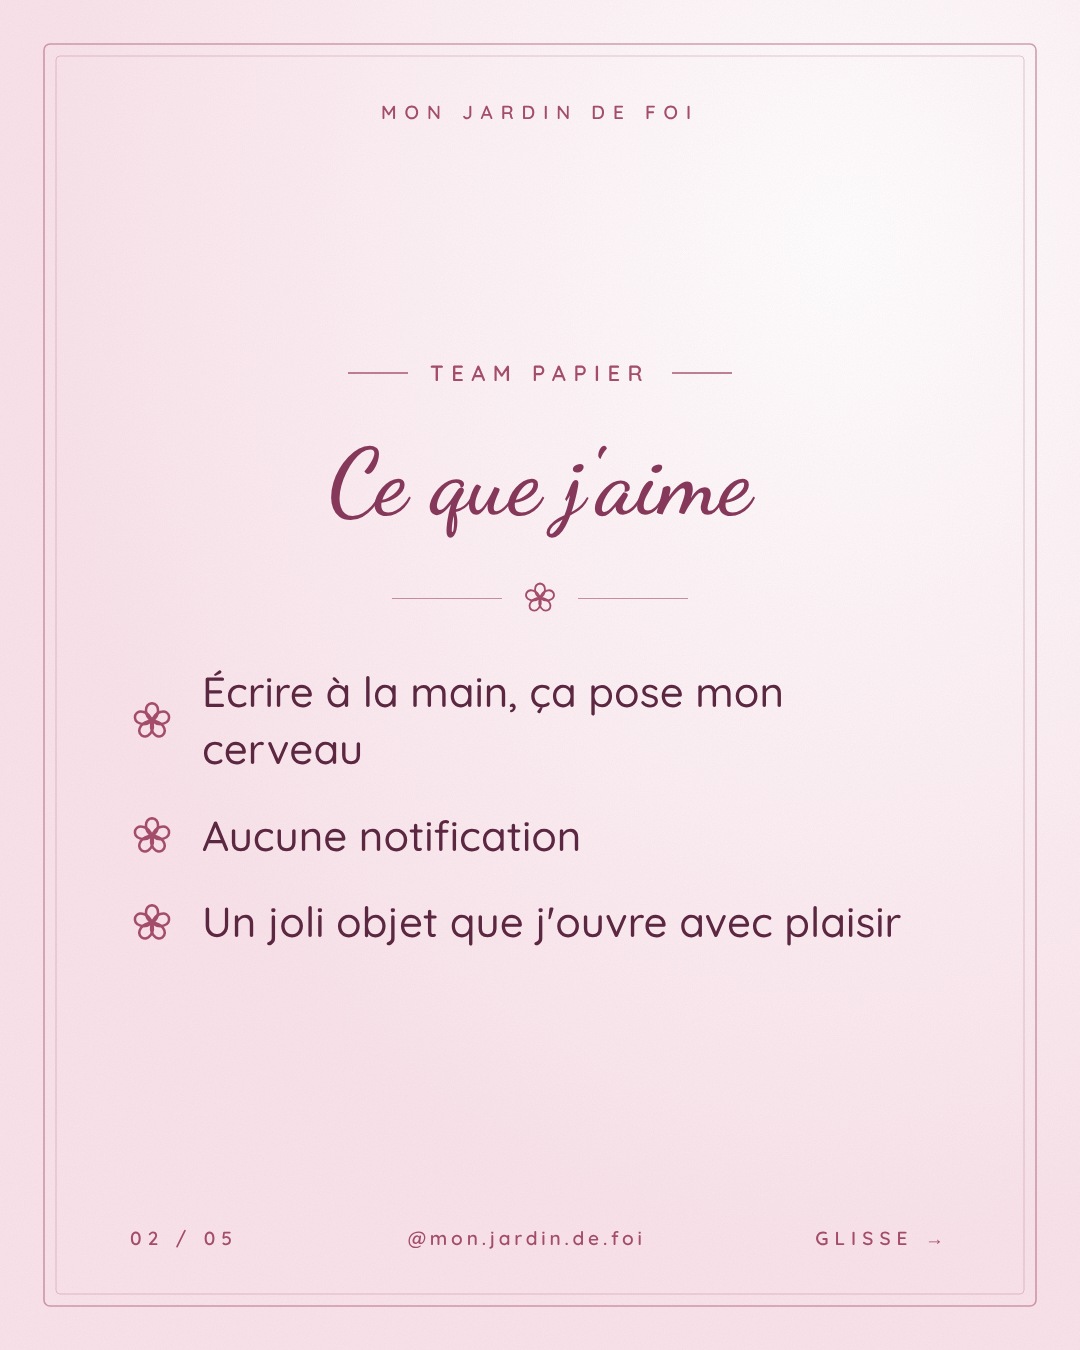 MON JARDIN DE FOI
TEAM PAPIER
Ce que j'aime
Écrire à la main, ça pose mon
cerveau
Aucune notification
Un joli objet que j'ouvre avec plaisir
02 / 05
@mon.jardin.de.foi
GLISSE →